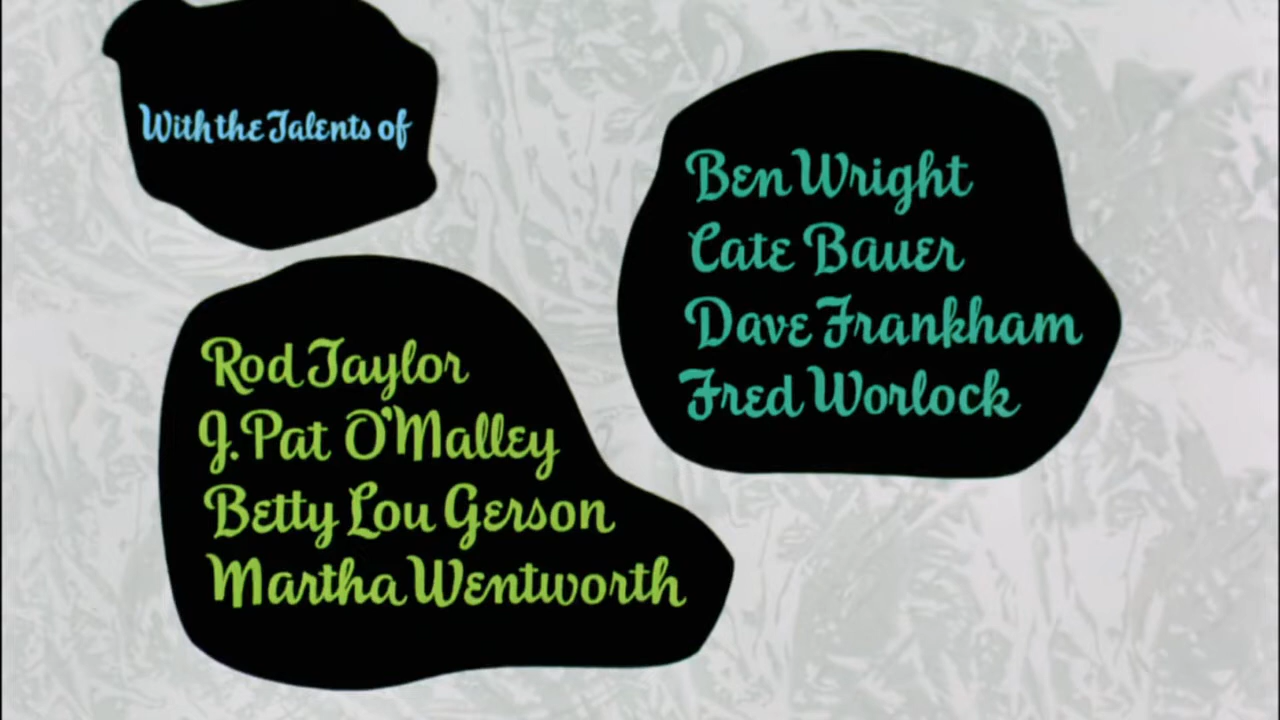 With the Talents of
Rod Taylor
J. Pat O'Malley
Betty Lou Gerson
Martha Wentworth
Ben Wright
Cate Bauer
Dave Frankham
Fred Worlock